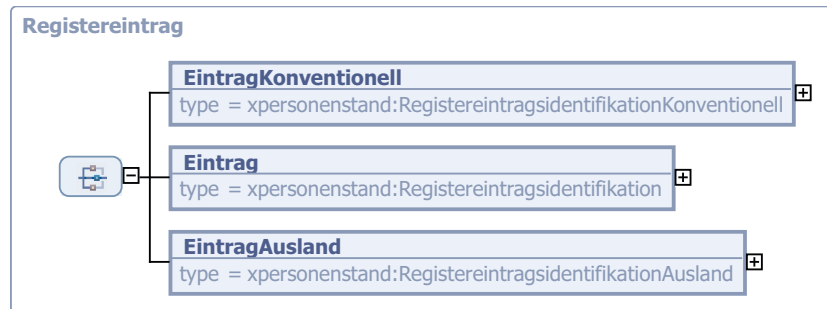 Registereintrag
EintragKonventionell
type = xpersonenstand:RegistereintragsidentifikationKonventionell
Eintrag
type = xpersonenstand:Registereintragsidentifikation
EintragAusland
type = xpersonenstand:RegistereintragsidentifikationAusland